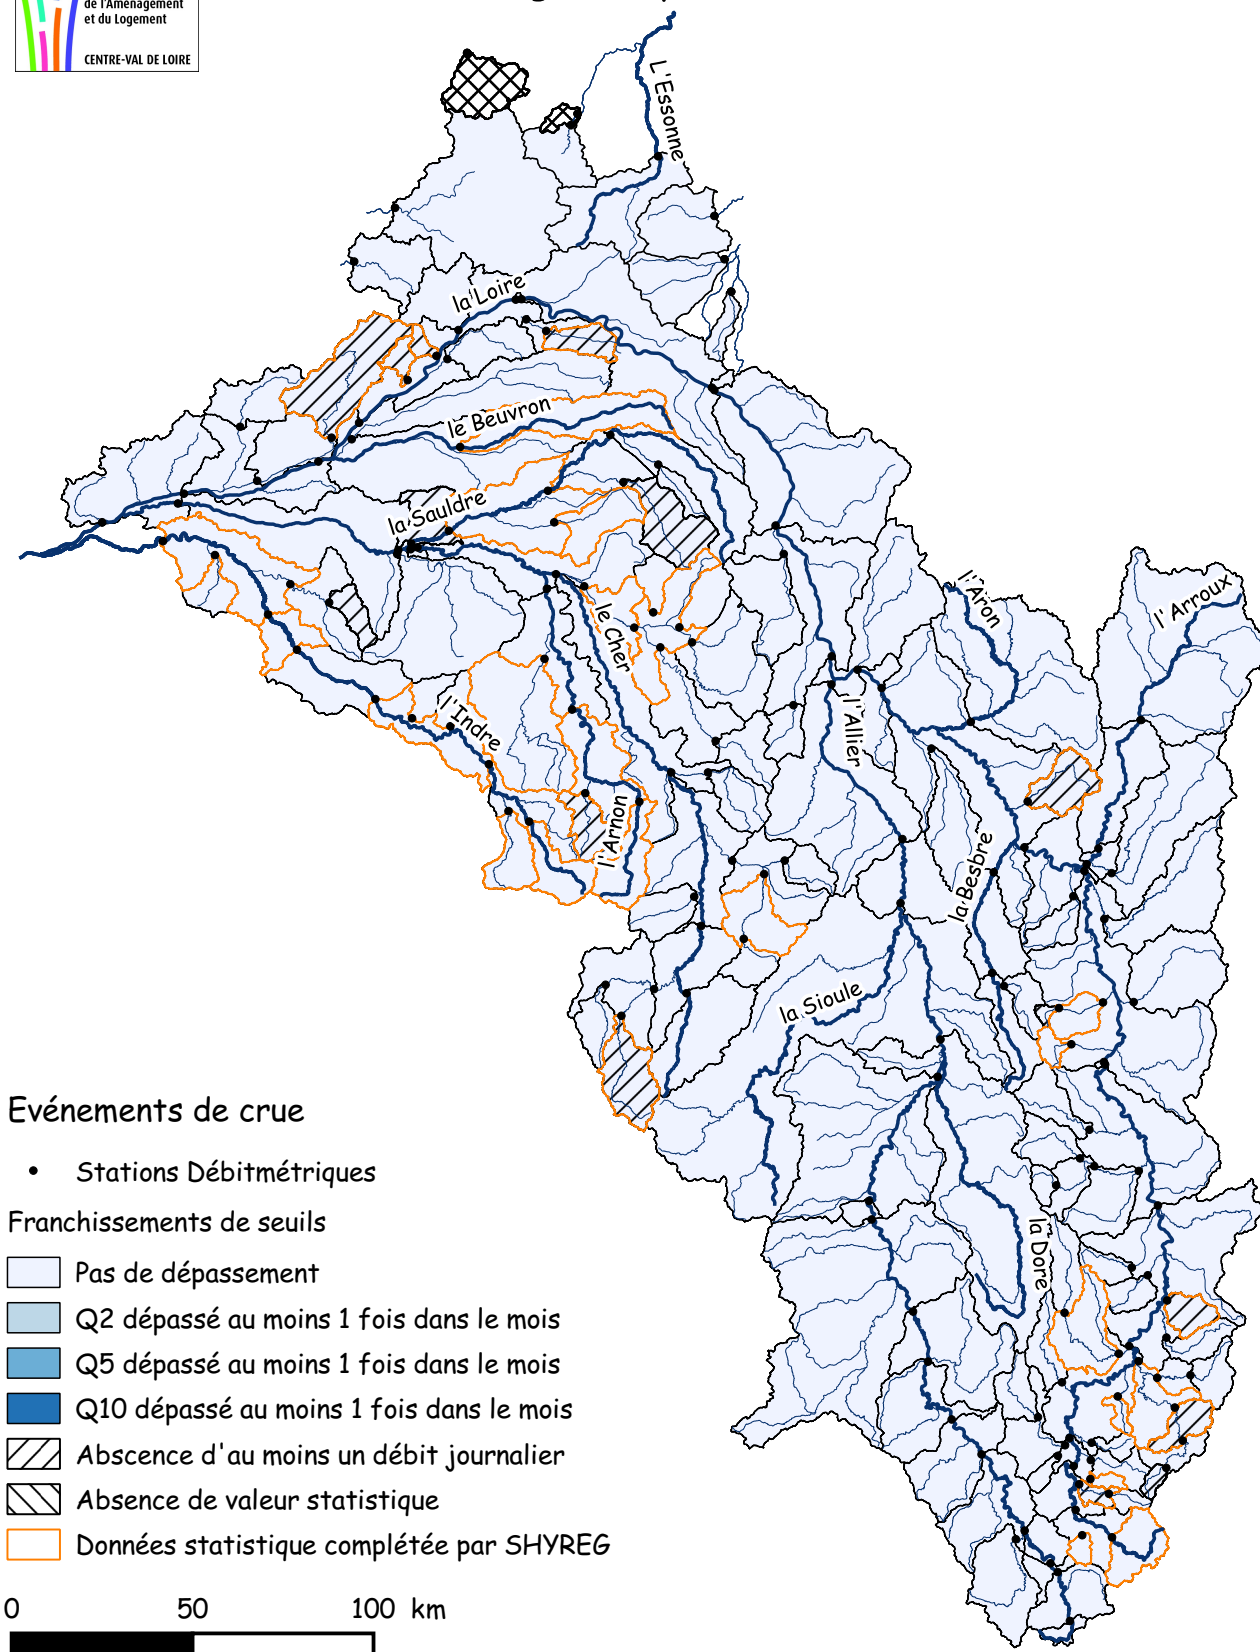 de l'Aménagement
et du Logement
CENTRE-VAL DE LOIRE
L'Essonne
la Loire
le Beuvron
la Sauldre
l'Aron
l'Arroux
le Cher
l'Allier
l'Indre
l'Arnon
la Besbre
la Sioule
la Dore
Evénements de crue
Stations Débitmétriques
Franchissements de seuils
Pas de dépassement
Q2 dépassé au moins 1 fois dans le mois
Q5 dépassé au moins 1 fois dans le mois
Q10 dépassé au moins 1 fois dans le mois
Abscence d'au moins un débit journalier
Absence de valeur statistique
Données statistique complétée par SHYREG
0 50 100 km